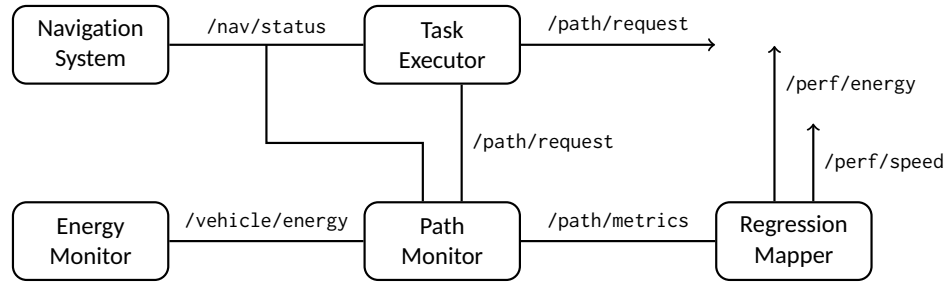 Navigation
System
/nav/status
Task
Executor
/path/request
/perf/energy
/path/request
/perf/speed
Energy
Monitor
/vehicle/energy
Path
Monitor
/path/metrics
Regression
Mapper